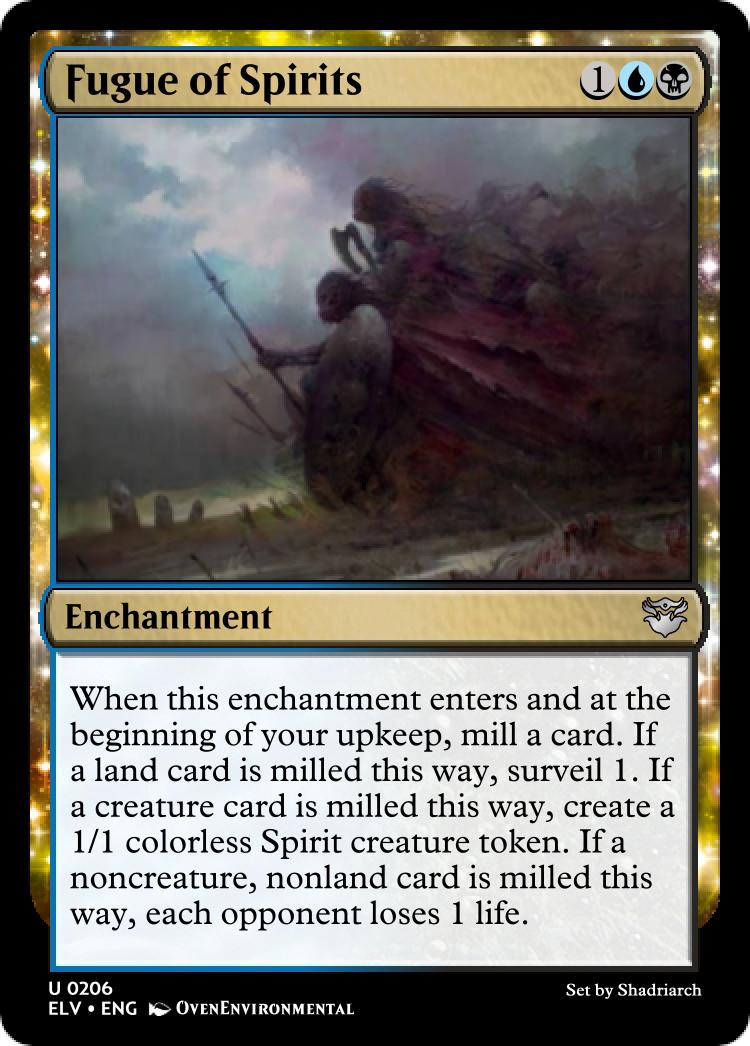 Fugue of Spirits
1
Enchantment
When this enchantment enters and at the
beginning of your upkeep, mill a card. If
a land card is milled this way, surveil 1. If
a creature card is milled this way, create a
1/1 colorless Spirit creature token. If a
noncreature, nonland card is milled this
way, each opponent loses 1 life.
U 0206
Set by Shadriarch
ELV • ENG OvenEnvironmental